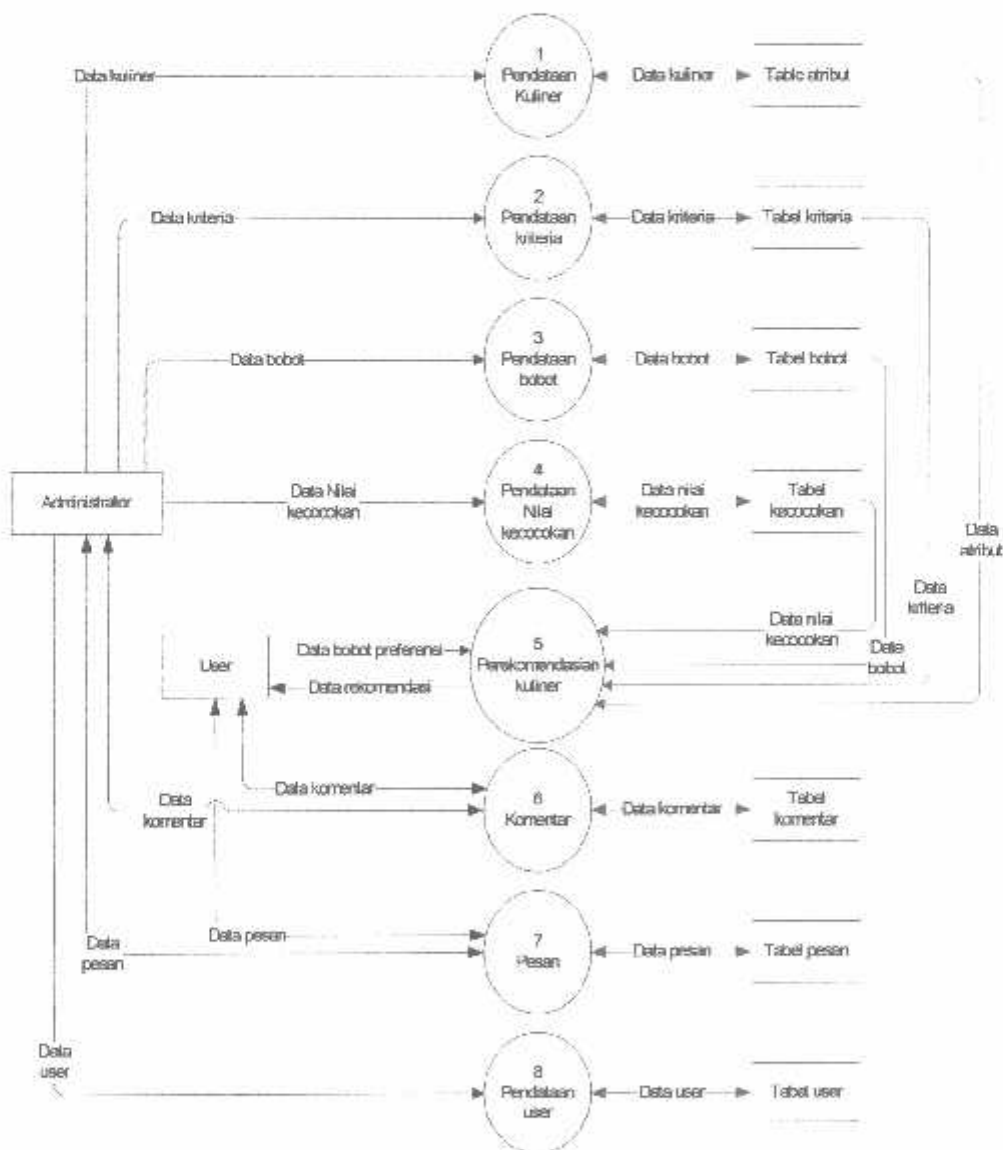 1
Pendataan
Kuliner
Data kuliner
Data kuliner
Table atribut
2
Pendataan
kriteria
Data kriteria
Data kriteria
Tabel kriteria
3
Pendataan
bobot
Data bobot
Data bobot
Tabel bobot
4
Pendataan
Nilai
kecocokan
Administrator
Data Nilai
kecocokan
Data nilai
kecocokan
Tabel
kecocokan
Data
atribut
Data
kriteria
Data nilai
kecocokan
Data
bobot
5
Perekomendasian
kuliner
User
Data bobot preferensi
Data rekomendasi
Data komentar
Data
komentar
6
Komentar
Data komentar
Tabel
komentar
Data pesan
Data
pesan
7
Pesan
Data pesan
Tabel pesan
Data
user
8
Pendataan
user
Data user
Tabel user